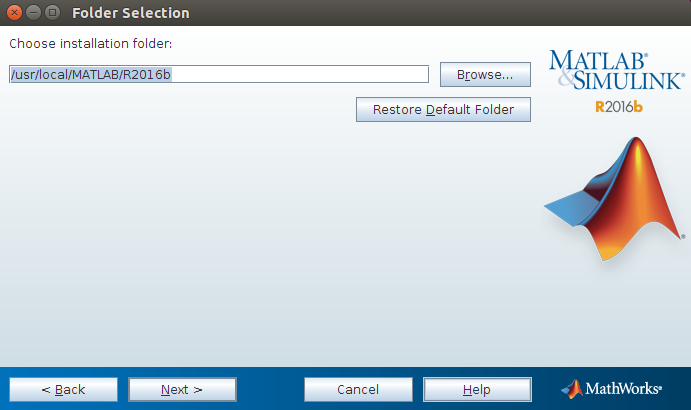 Folder Selection
Choose installation folder:
/usr/local/MATLAB/R2016b
Browse...
Restore Default Folder
MATLAB®
&SIMULINK®
R2016b
®
< Back
Next >
Cancel
Help
MathWorks®